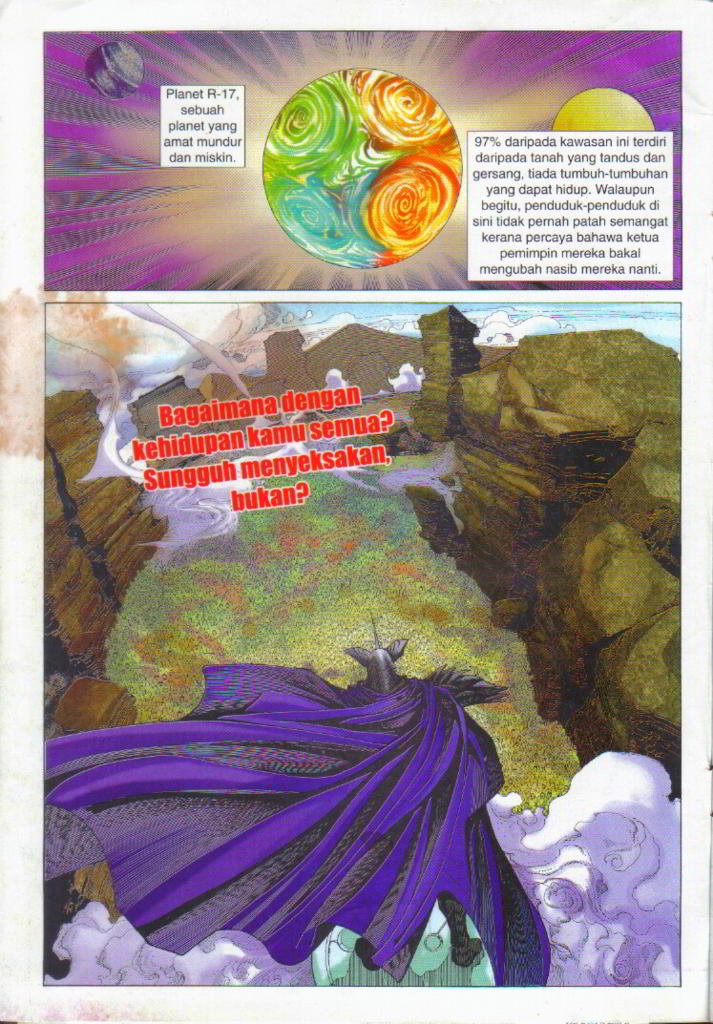 Planet R-17,
sebuah
planet yang
amat mundur
dan miskin.
97% daripada kawasan ini terdiri
daripada tanah yang tandus dan
gersang, tiada tumbuh-tumbuhan
yang dapat hidup. Walaupun
begitu, penduduk-penduduk di
sini tidak pernah patah semangat
kerana percaya bahawa ketua
pemimpin mereka bakal
mengubah nasib mereka nanti.
Bagaimana dengan
kehidupan kamu semua?
Sungguh menyeksakan,
bukan?